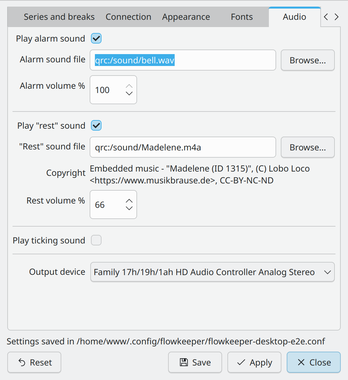 Series and breaks Connection Appearance Fonts Audio
Play alarm sound
Alarm sound file qrc:/sound/bell.wav Browse...
Alarm volume % 100
Play "rest" sound
"Rest" sound file qrc:/sound/Madelene.m4a Browse...
Copyright Embedded music - "Madelene (ID 1315)", (C) Lobo Loco
<https://www.musikbrause.de>, CC-BY-NC-ND
Rest volume % 66
Play ticking sound
Output device Family 17h/19h/1ah HD Audio Controller Analog Stereo
Settings saved in /home/www/.config/flowkeeper/flowkeeper-desktop-e2e.conf
Reset Save Apply Close